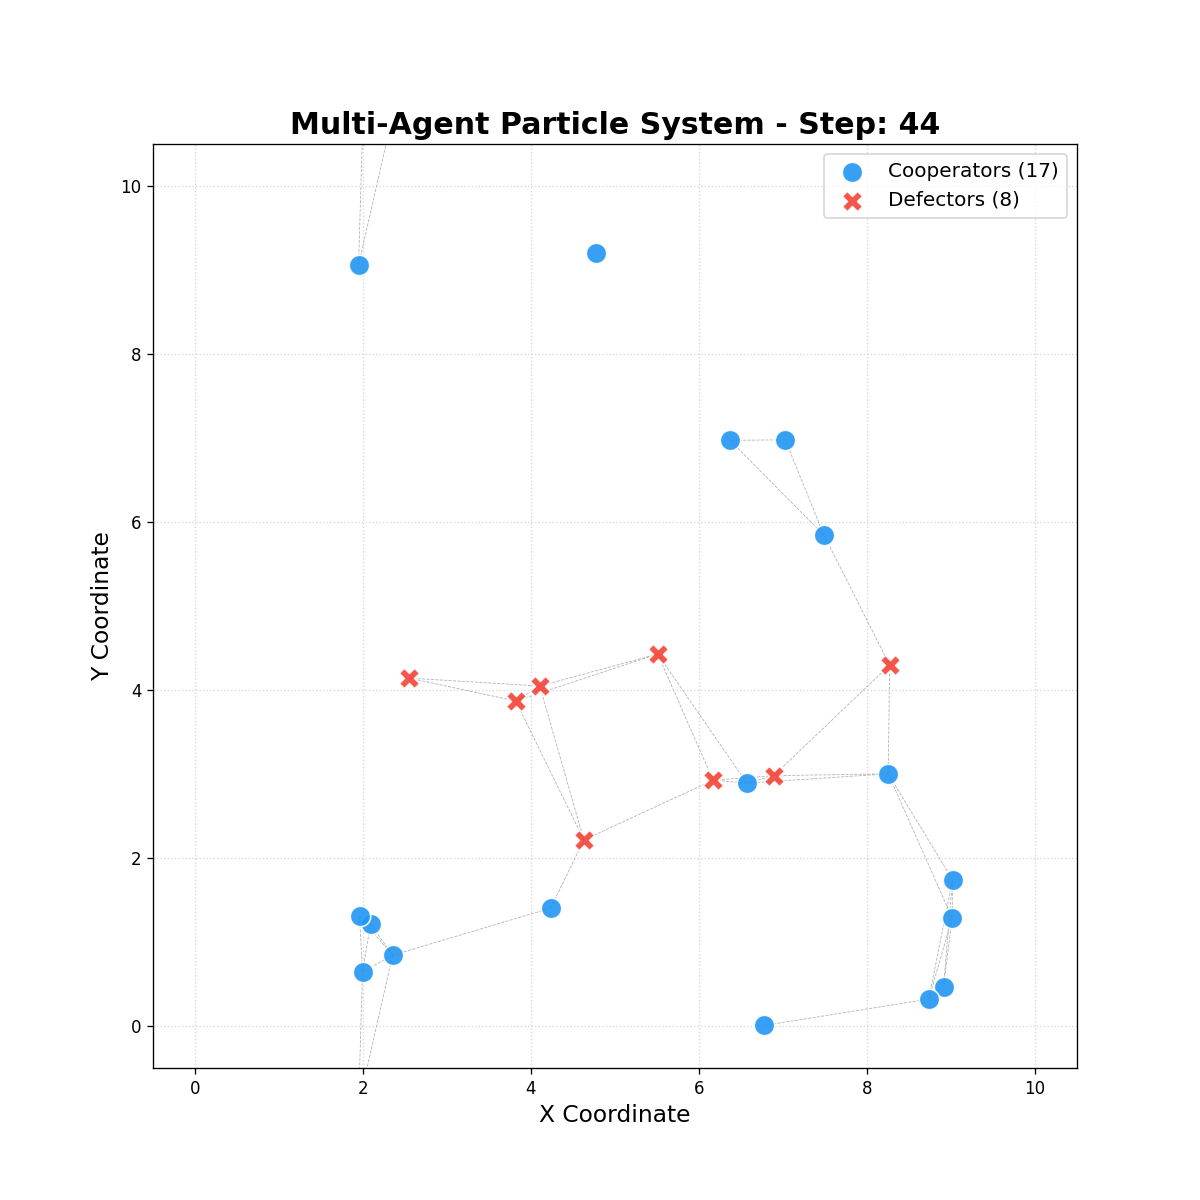 Multi-Agent Particle System - Step: 44
Cooperators (17)
Defectors (8)
10
8
6
4
2
0
Y Coordinate
0 2 4 6 8 10
X Coordinate